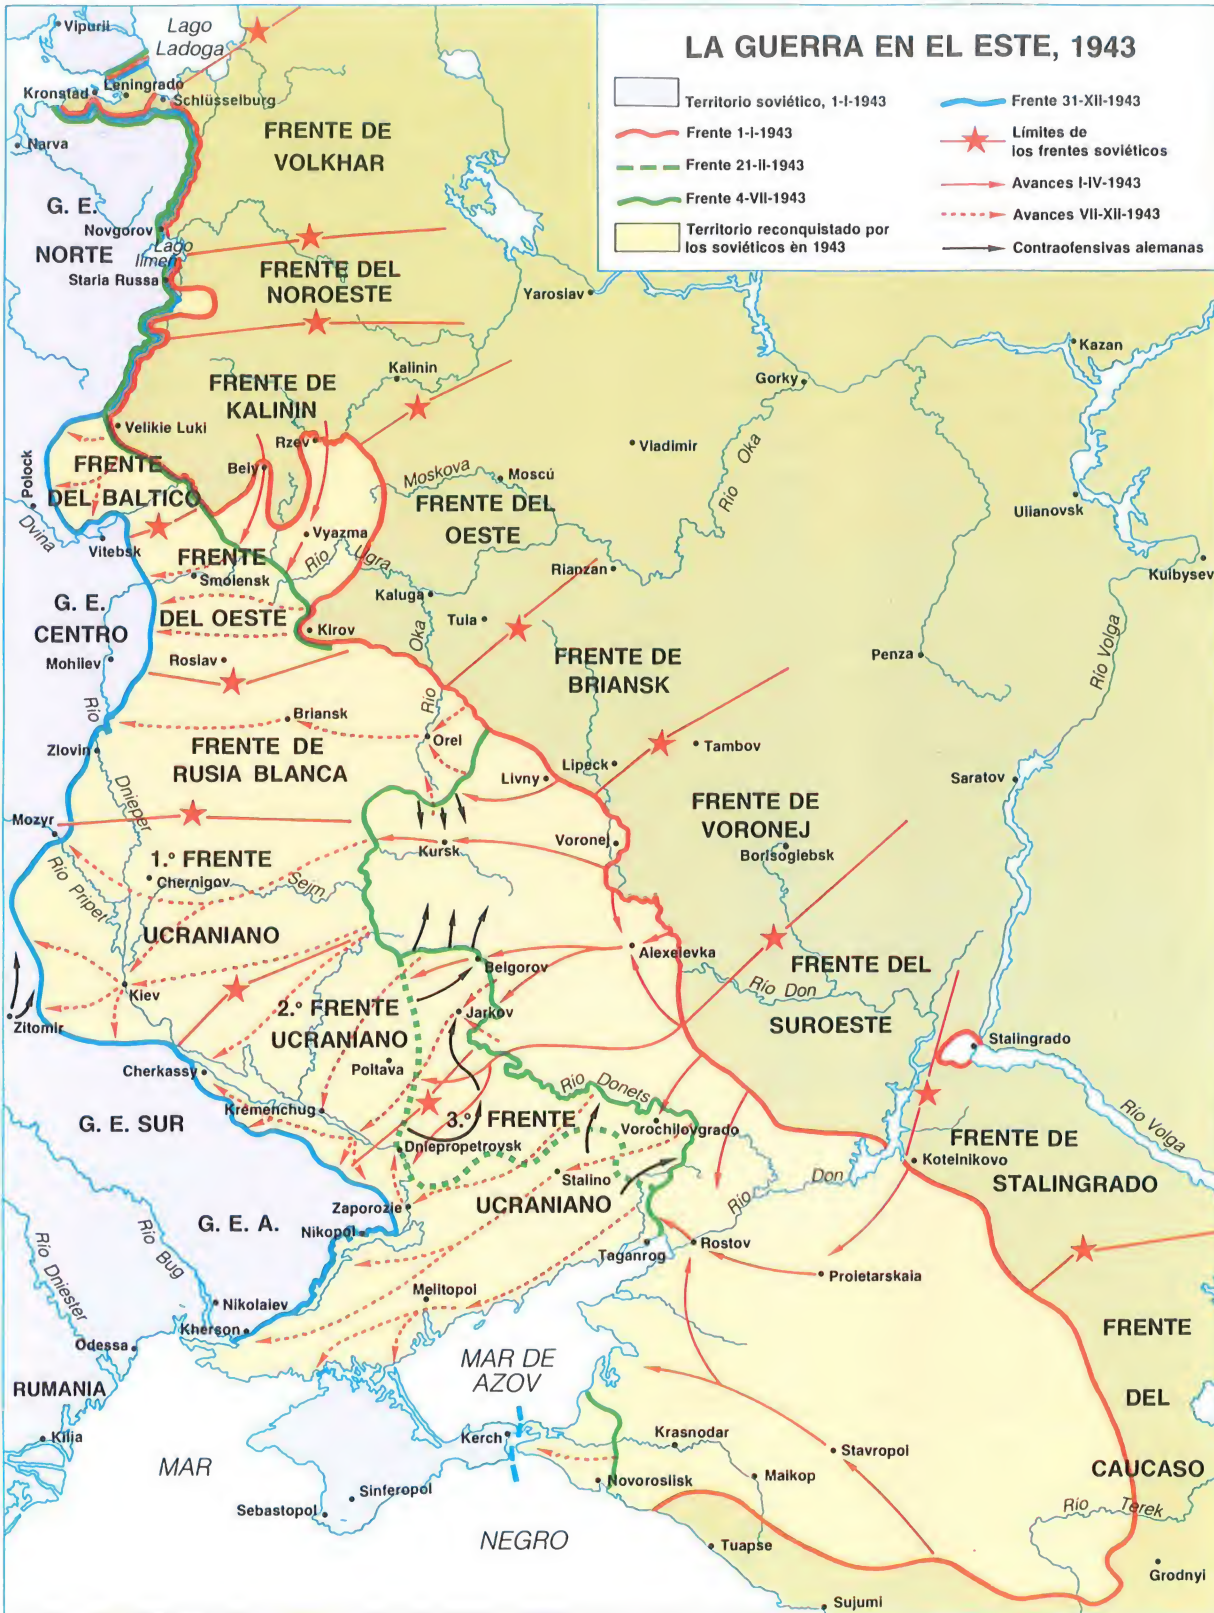 LA GUERRA EN EL ESTE, 1943
Territorio soviético, 1-I-1943
Frente 1-i-1943
Frente 21-II-1943
Frente 4-VII-1943
Territorio reconquistado por
los soviéticos èn 1943
Frente 31-XII-1943
Límites de
los frentes soviéticos
Avances I-IV-1943
Avances VII-XII-1943
Contraofensivas alemanas
Vipurii
Lago
Ladoga
Kronstad
Leningrado
Schlüsselburg
Narva
FRENTE DE
VOLKHAR
G. E.
NORTE
Novgorov
Lago
Ilmen
Staria Russa
FRENTE DEL
NOROESTE
Yaroslav
Kazan
FRENTE DE
KALININ
Kalinin
Gorky
Velikie Luki
Rzev
Vladimir
Rio Oka
Polock
FRENTE
DEL BALTICO
Bely
Moskova
Moscú
Ulianovsk
Dvina
Vitebsk
Vyazma
FRENTE DEL
OESTE
FRENTE
Smolensk
Rio Ugra
Rianzan
Kuibysev
G. E.
CENTRO
DEL OESTE
Kirov
Kaluga
Tula
Oka
Rio
Mohilev
Roslav
FRENTE DE
BRIANSK
Penza
Rio Volga
Rio
Dnieper
Briansk
Orel
Zlovin
FRENTE DE
RUSIA BLANCA
Lipeck
Tambov
Livny
Saratov
Mozyr
FRENTE DE
VORONEJ
Borisoglebsk
Kursk
Voronej
1.º FRENTE
UCRANIANO
Chernigov
Sejm
Rio Pripet
Alexeievka
Belgorov
FRENTE DEL
SUROESTE
Río Don
Kiev
Zitomir
2.º FRENTE
UCRANIANO
Jarkov
Stalingrado
Poltava
Cherkassy
Rio Donets
Kremenchug
G. E. SUR
3.º FRENTE
UCRANIANO
Vorochilovgrado
Rio Volga
Dniepropetrovsk
FRENTE DE
STALINGRADO
Kotelnikovo
Stalino
Rio Don
G. E. A.
Zaporozie
Nikopol
Taganrog
Rostov
Rio Bug
Rio Dniester
Proletarskaia
Melitopol
Nikolaiev
Kherson
Odessa
FRENTE
DEL
CAUCASO
RUMANIA
MAR DE
AZOV
Kilia
Kerch
Krasnodar
Stavropol
MAR
NEGRO
Novorosiisk
Maikop
Sinferopol
Sebastopol
Rio Terek
Tuapse
Grodnyi
Sujumi